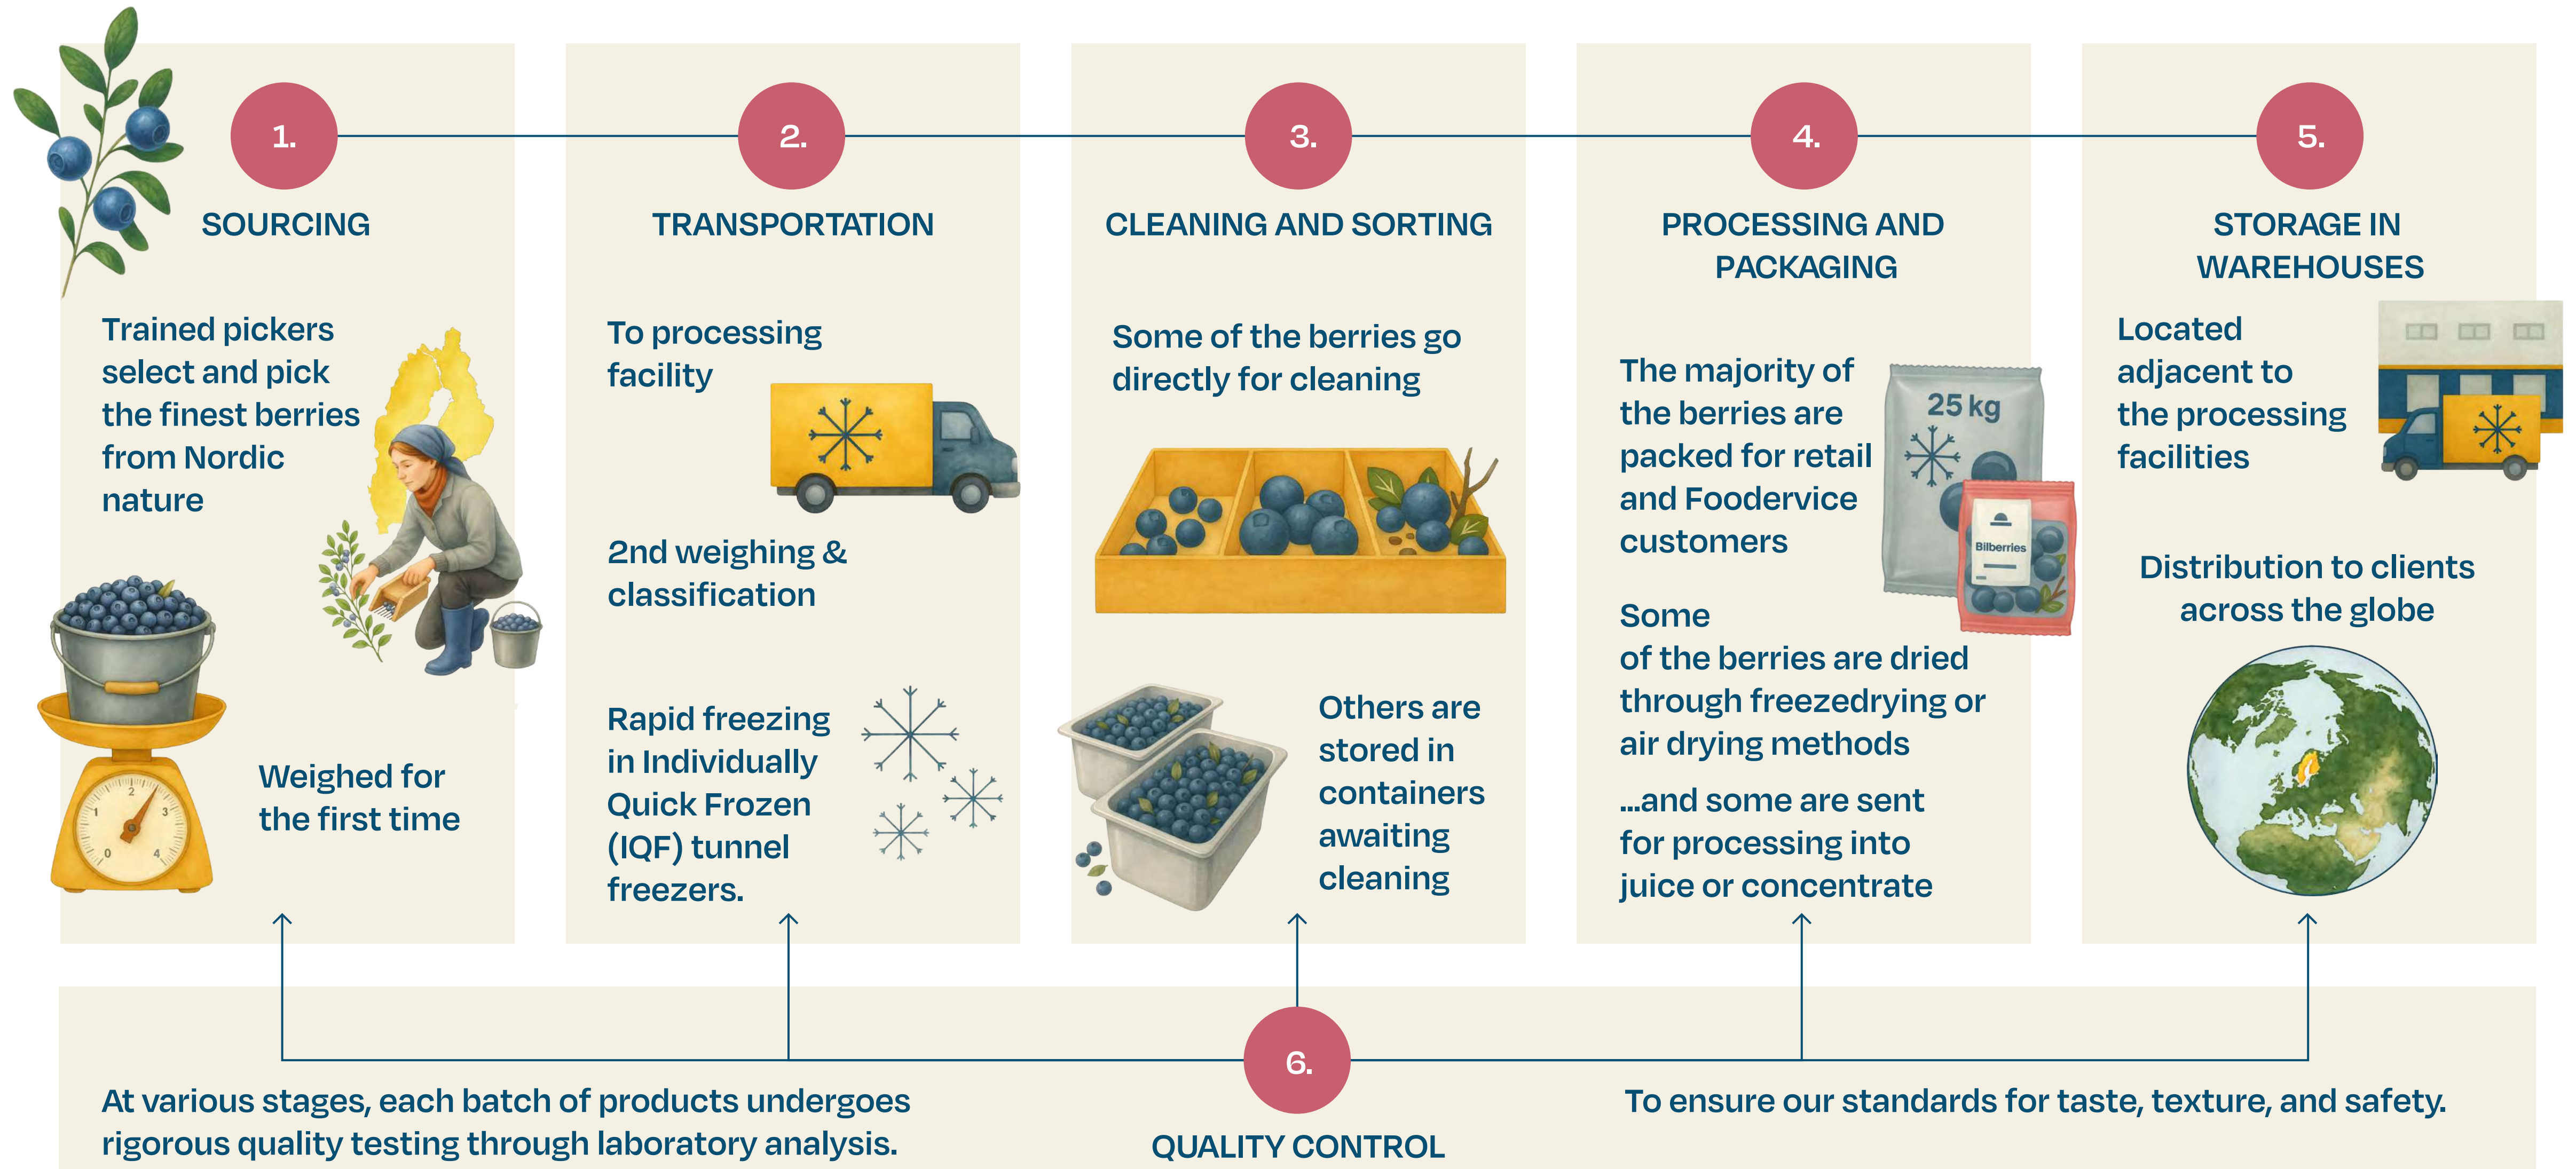 1.
SOURCING
Trained pickers
select and pick
the finest berries
from Nordic
nature
0
1
2
3
4
Weighed for
the first time
2.
TRANSPORTATION
To processing
facility
2nd weighing &
classification
Rapid freezing
in Individually
Quick Frozen
(IQF) tunnel
freezers.
3.
CLEANING AND SORTING
Some of the berries go
directly for cleaning
Others are
stored in
containers
awaiting
cleaning
4.
PROCESSING AND
PACKAGING
The majority of
the berries are
packed for retail
and Foodervice
customers
25 kg
Bilberries
Some
of the berries are dried
through freezedrying or
air drying methods
...and some are sent
for processing into
juice or concentrate
5.
STORAGE IN
WAREHOUSES
Located
adjacent to
the processing
facilities
Distribution to clients
across the globe
6.
QUALITY CONTROL
At various stages, each batch of products undergoes
rigorous quality testing through laboratory analysis.
To ensure our standards for taste, texture, and safety.